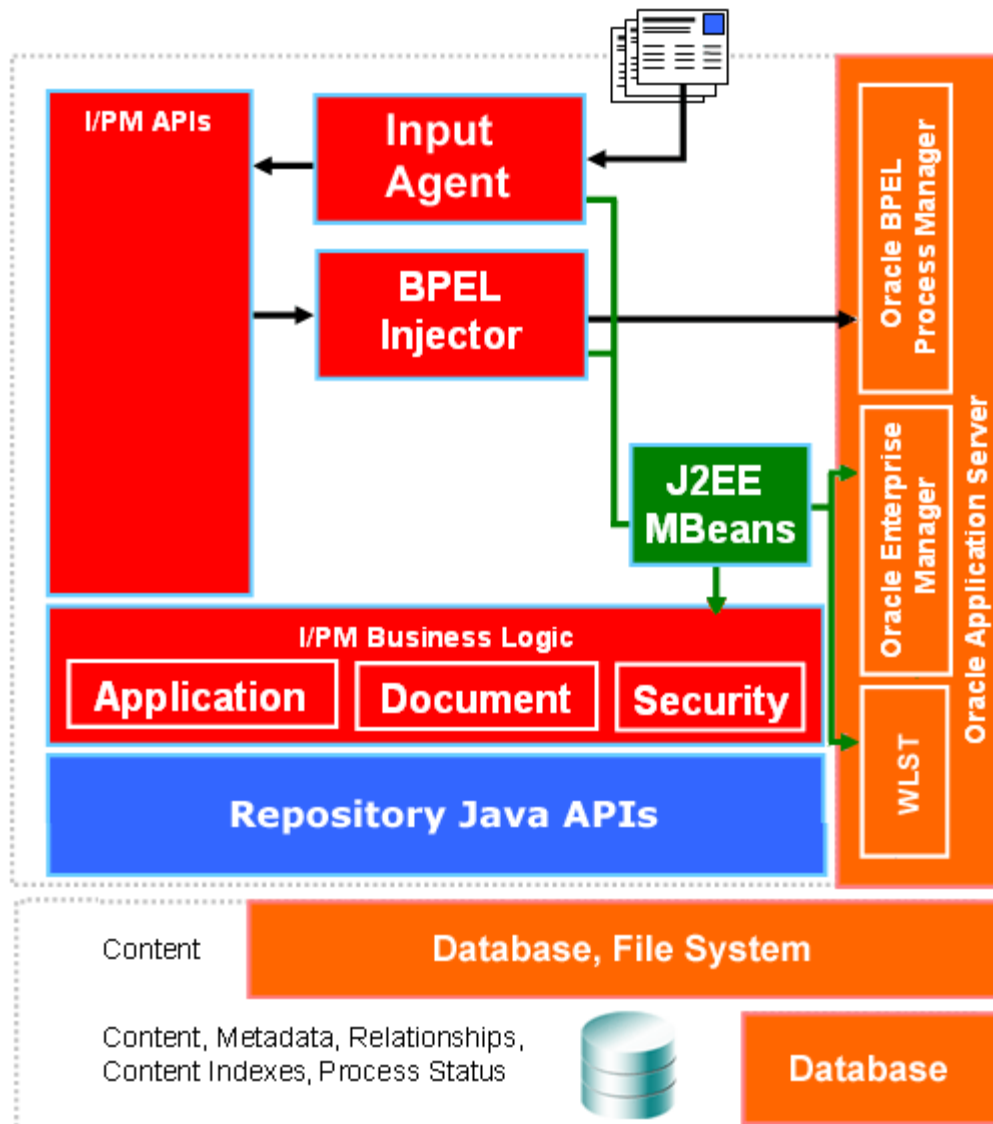 I/PM APIs
Input
Agent
BPEL
Injector
J2EE
MBeans
I/PM Business Logic
Application
Document
Security
Repository Java APIs
Oracle BPEL
Process Manager
Oracle Enterprise
Manager
WLST
Oracle Application Server
Content
Database, File System
Content, Metadata, Relationships,
Content Indexes, Process Status
Database